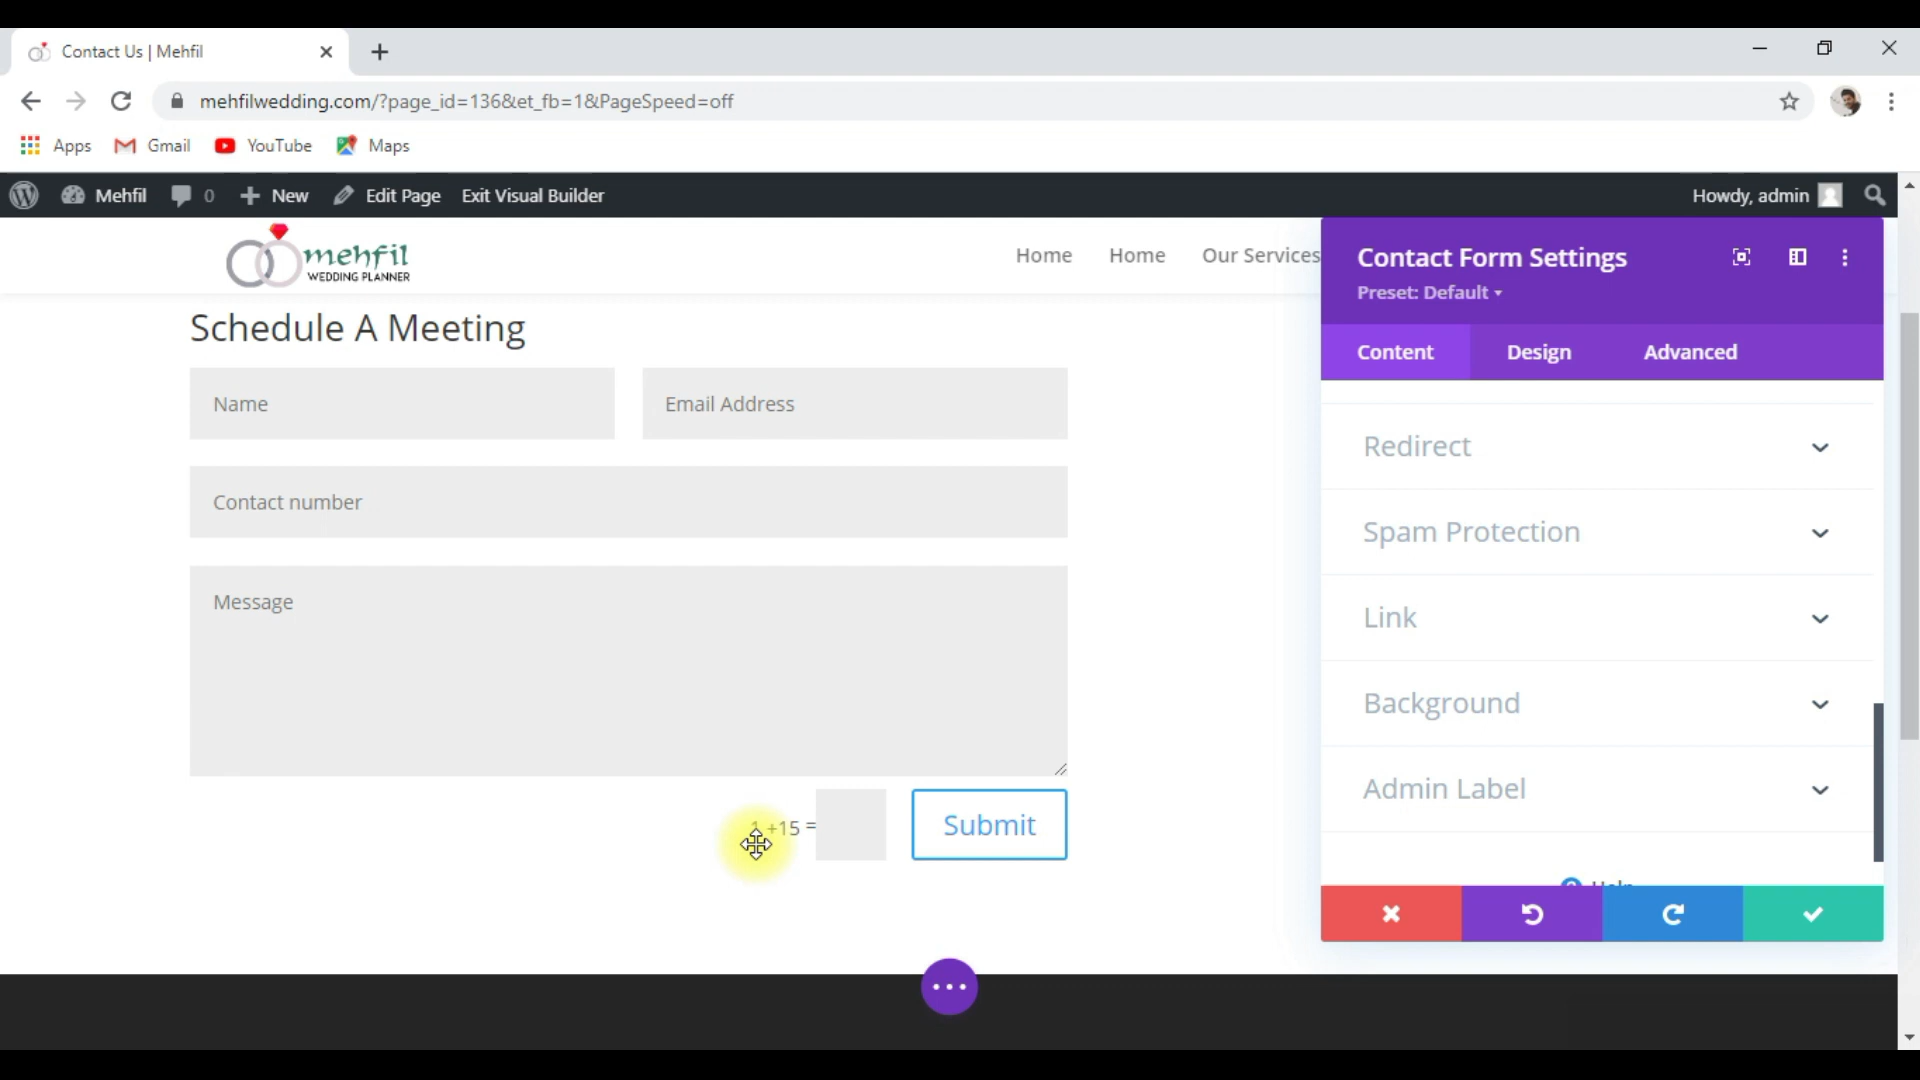 Contact Us | Mehfil
mehfilwedding.com/?page_id=136&et_fb=1&PageSpeed=off
Apps Gmail YouTube Maps
Mehfil 0 New Edit Page Exit Visual Builder Howdy, admin
mehfil
WEDDING PLANNER
Home Home Our Services
Contact Form Settings
Preset: Default
Content Design Advanced
Schedule A Meeting
Name Email Address
Contact number
Message
1 +15 =
Submit
Redirect
Spam Protection
Link
Background
Admin Label
Help